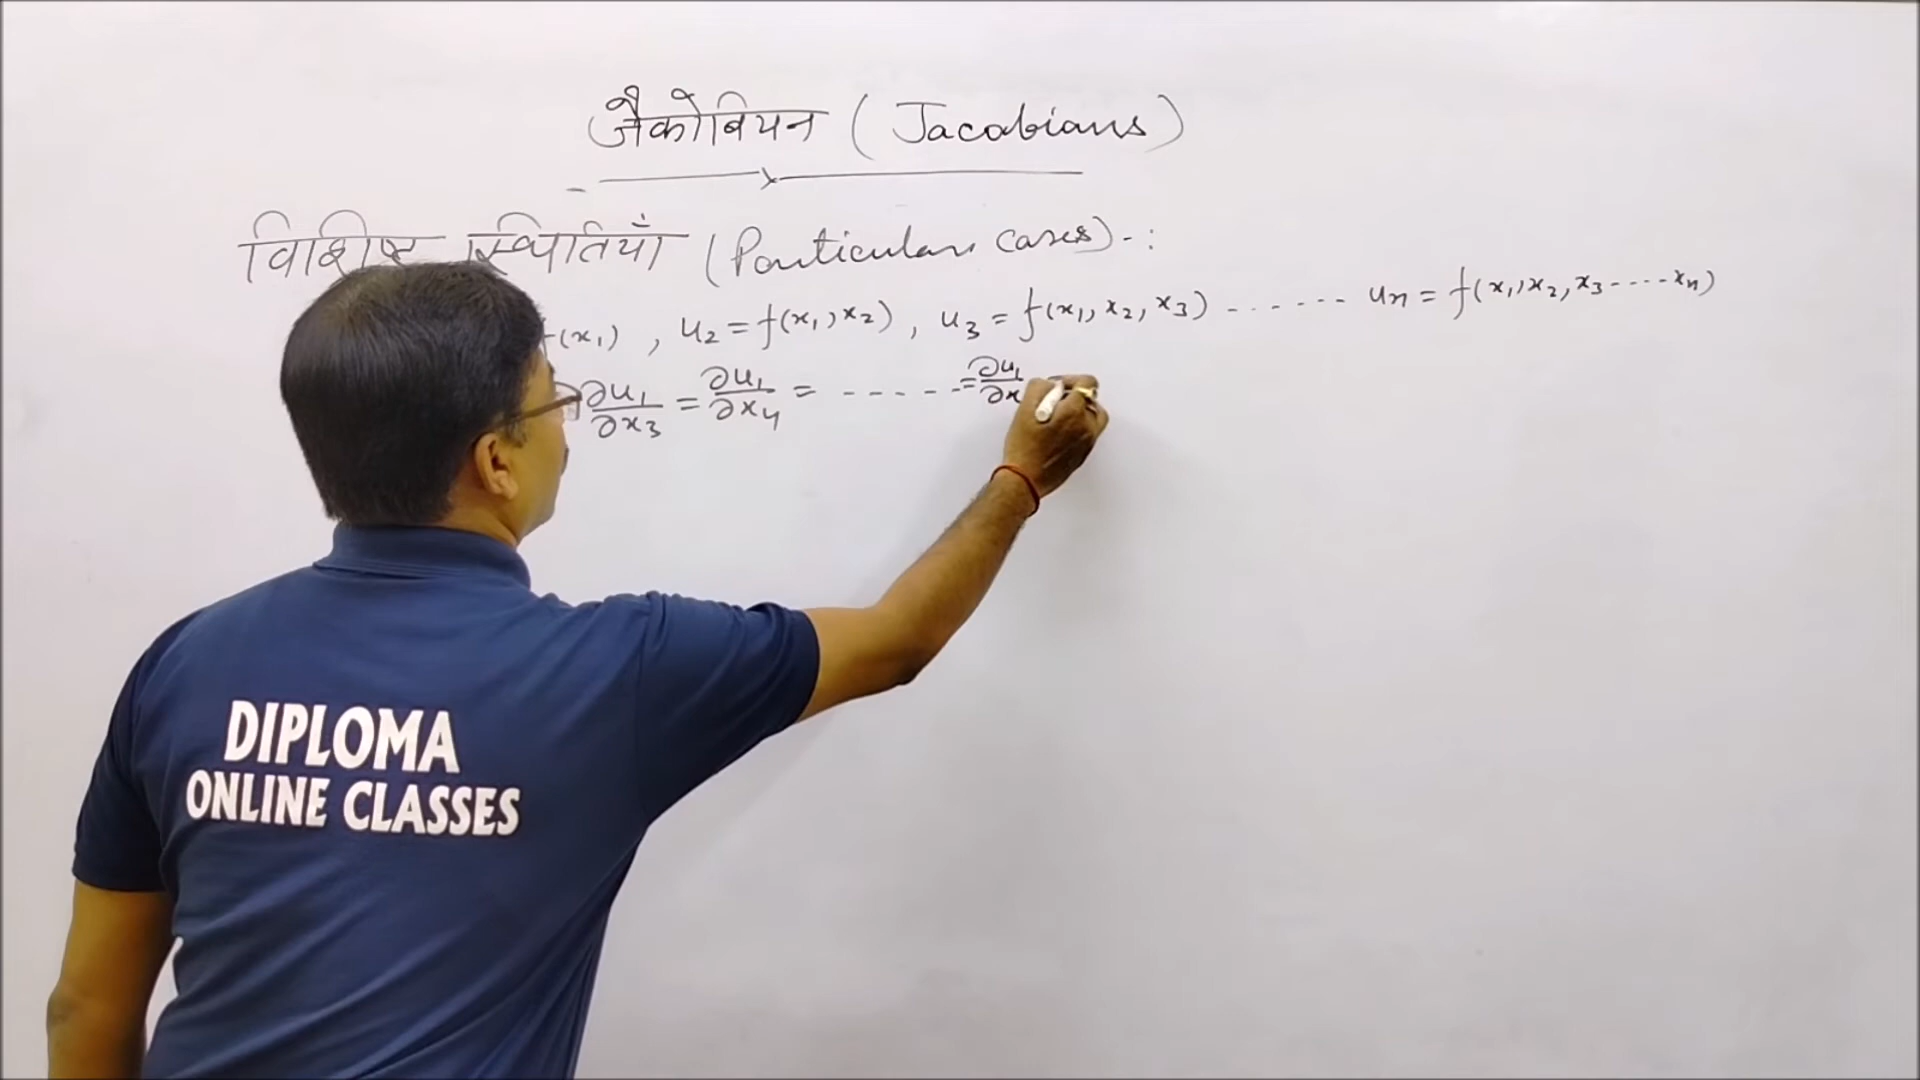 जैकोबियन (Jacobians)
विशिष्ट स्थितियाँ (Particular cases) -:
f(x₁) , u₂ = f(x₁, x₂) , u₃ = f(x₁, x₂, x₃) ------ uₙ = f(x₁, x₂, x₃ ---- xₙ)
∂u₁/∂x₃ = ∂u₁/∂x₄ = ----- = ∂u₁/∂x
DIPLOMA
ONLINE CLASSES